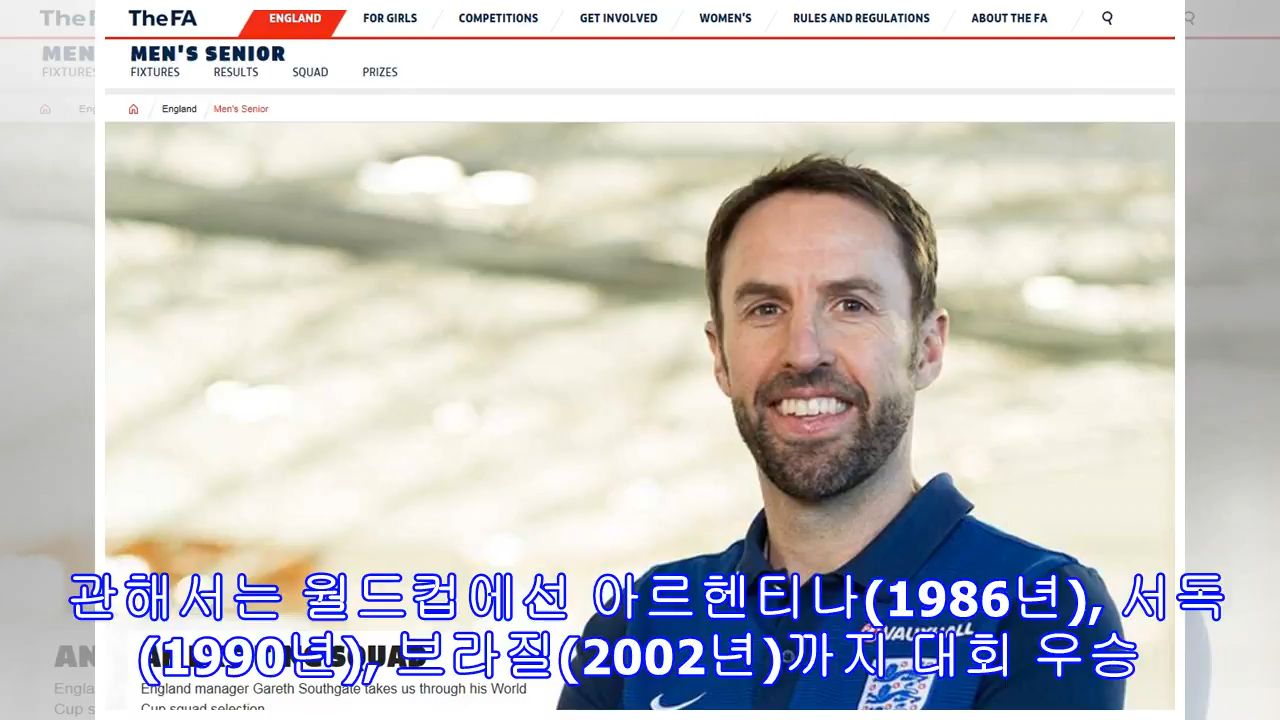 TheFA
ENGLAND
FOR GIRLS
COMPETITIONS
GET INVOLVED
WOMEN'S
RULES AND REGULATIONS
ABOUT THE FA
MEN'S SENIOR
FIXTURES
RESULTS
SQUAD
PRIZES
England
Men's Senior
VAUXHALL
관해서는 월드컵에선 아르헨티나(1986년), 서독
(1990년), 브라질(2002년)까지 대회 우승
SQUAD
England manager Gareth Southgate takes us through his World
Cup squad selection